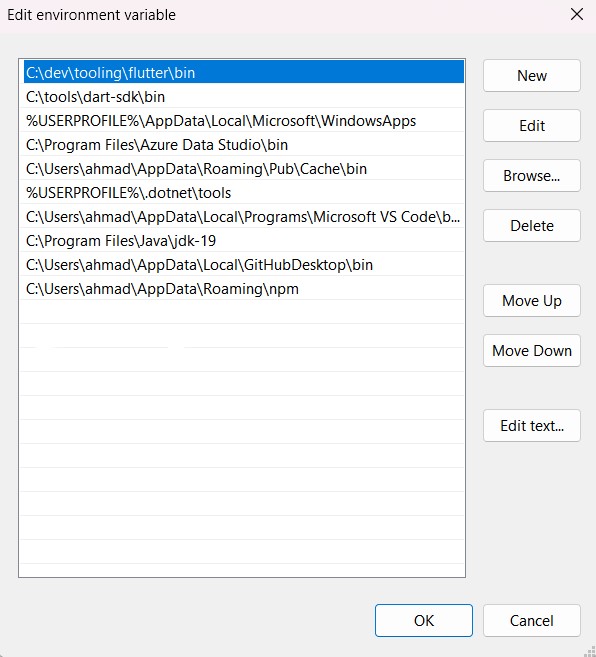 Edit environment variable
C:\dev\tooling\flutter\bin
C:\tools\dart-sdk\bin
%USERPROFILE%\AppData\Local\Microsoft\WindowsApps
C:\Program Files\Azure Data Studio\bin
C:\Users\ahmad\AppData\Roaming\Pub\Cache\bin
%USERPROFILE%\.dotnet\tools
C:\Users\ahmad\AppData\Local\Programs\Microsoft VS Code\b...
C:\Program Files\Java\jdk-19
C:\Users\ahmad\AppData\Local\GitHubDesktop\bin
C:\Users\ahmad\AppData\Roaming\npm
New
Edit
Browse...
Delete
Move Up
Move Down
Edit text...
OK
Cancel